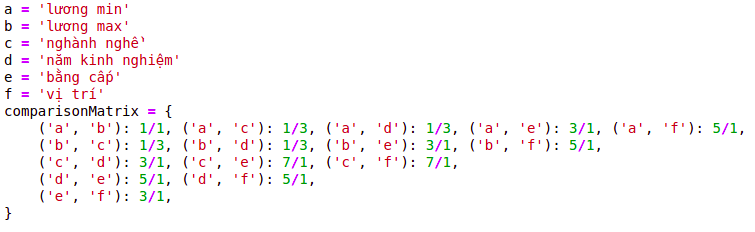 a = 'lương min'
b = 'lương max'
c = 'nghành nghề'
d = 'năm kinh nghiệm'
e = 'bằng cấp'
f = 'vị trí'
comparisonMatrix = {
('a', 'b'): 1/1, ('a', 'c'): 1/3, ('a', 'd'): 1/3, ('a', 'e'): 3/1, ('a', 'f'): 5/1,
('b', 'c'): 1/3, ('b', 'd'): 1/3, ('b', 'e'): 3/1, ('b', 'f'): 5/1,
('c', 'd'): 3/1, ('c', 'e'): 7/1, ('c', 'f'): 7/1,
('d', 'e'): 5/1, ('d', 'f'): 5/1,
('e', 'f'): 3/1,
}